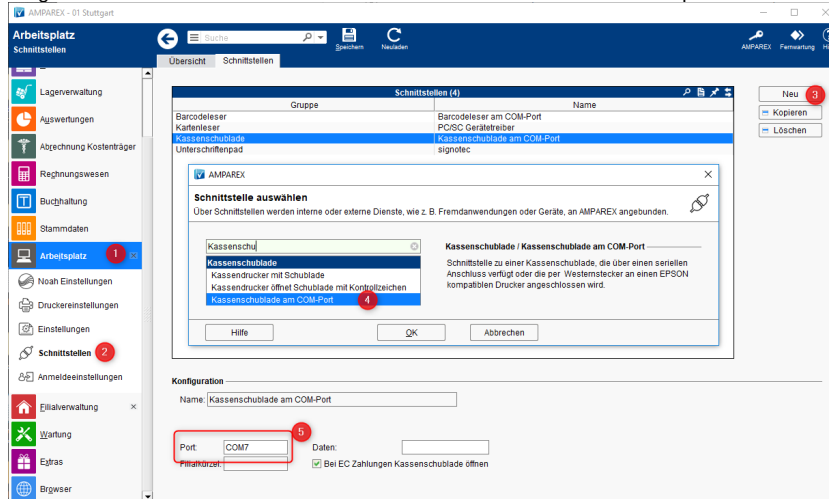 AMPAREX - 01 Stuttgart
Arbeitsplatz
Schnittstellen
Suche
Speichern
Neuladen
AMPAREX
Fernwartung
Übersicht
Schnittstellen
Lagerverwaltung
Auswertungen
Abrechnung Kostenträger
Rechnungswesen
Buchhaltung
Stammdaten
Arbeitsplatz
1
Noah Einstellungen
Druckereinstellungen
Einstellungen
Schnittstellen
2
Anmeldeeinstellungen
Filialverwaltung
Wartung
Extras
Browser
Schnittstellen (4)
Gruppe
Name
Barcodeleser
Barcodeleser am COM-Port
Kartenleser
PC/SC Gerätetreiber
Kassenschublade
Kassenschublade am COM-Port
Unterschriftenpad
signotec
Neu
3
Kopieren
Löschen
AMPAREX
Schnittstelle auswählen
Über Schnittstellen werden interne oder externe Dienste, wie z. B. Fremdanwendungen oder Geräte, an AMPAREX angebunden.
Kassenschu
Kassenschublade
Kassendrucker mit Schublade
Kassendrucker öffnet Schublade mit Kontrollzeichen
Kassenschublade am COM-Port
4
Kassenschublade / Kassenschublade am COM-Port
Schnittstelle zu einer Kassenschublade, die über einen seriellen
Anschluss verfügt oder die per Westernstecker an einen EPSON
kompatiblen Drucker angeschlossen wird.
Hilfe
OK
Abbrechen
Konfiguration
Name: Kassenschublade am COM-Port
5
Port: COM7
Daten:
Filialkürzel:
Bei EC Zahlungen Kassenschublade öffnen